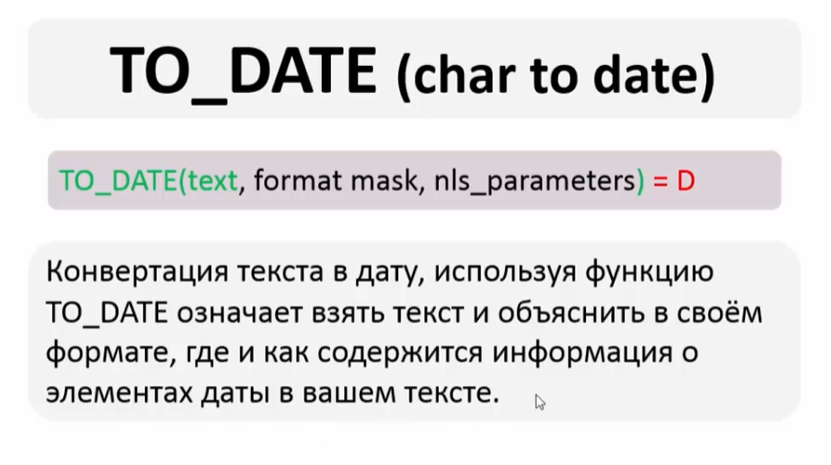 TO_DATE (char to date)
TO_DATE(text, format mask, nls_parameters) = D
Конвертация текста в дату, используя функцию
TO_DATE означает взять текст и объяснить в своём
формате, где и как содержится информация о
элементах даты в вашем тексте.